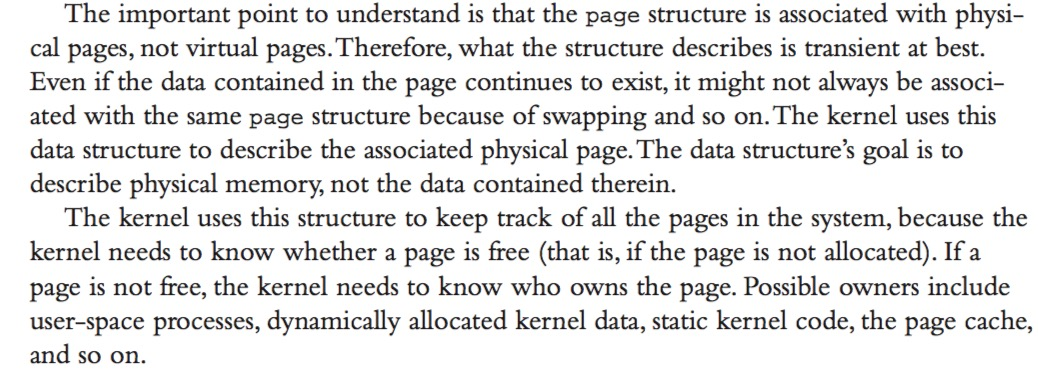 The important point to understand is that the page structure is associated with physi-
cal pages, not virtual pages. Therefore, what the structure describes is transient at best.
Even if the data contained in the page continues to exist, it might not always be associ-
ated with the same page structure because of swapping and so on. The kernel uses this
data structure to describe the associated physical page. The data structure’s goal is to
describe physical memory, not the data contained therein.
The kernel uses this structure to keep track of all the pages in the system, because the
kernel needs to know whether a page is free (that is, if the page is not allocated). If a
page is not free, the kernel needs to know who owns the page. Possible owners include
user-space processes, dynamically allocated kernel data, static kernel code, the page cache,
and so on.